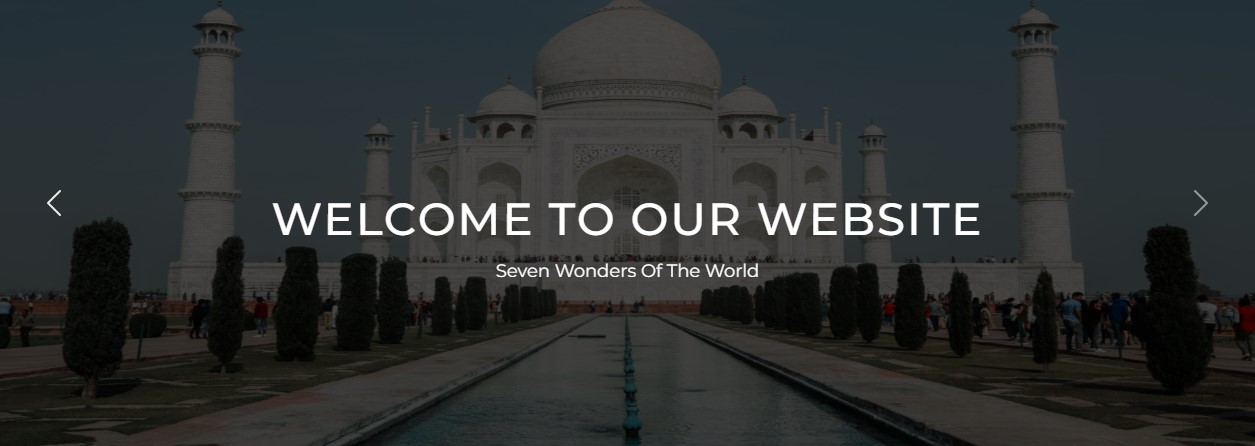 WELCOME TO OUR WEBSITE
Seven Wonders Of The World